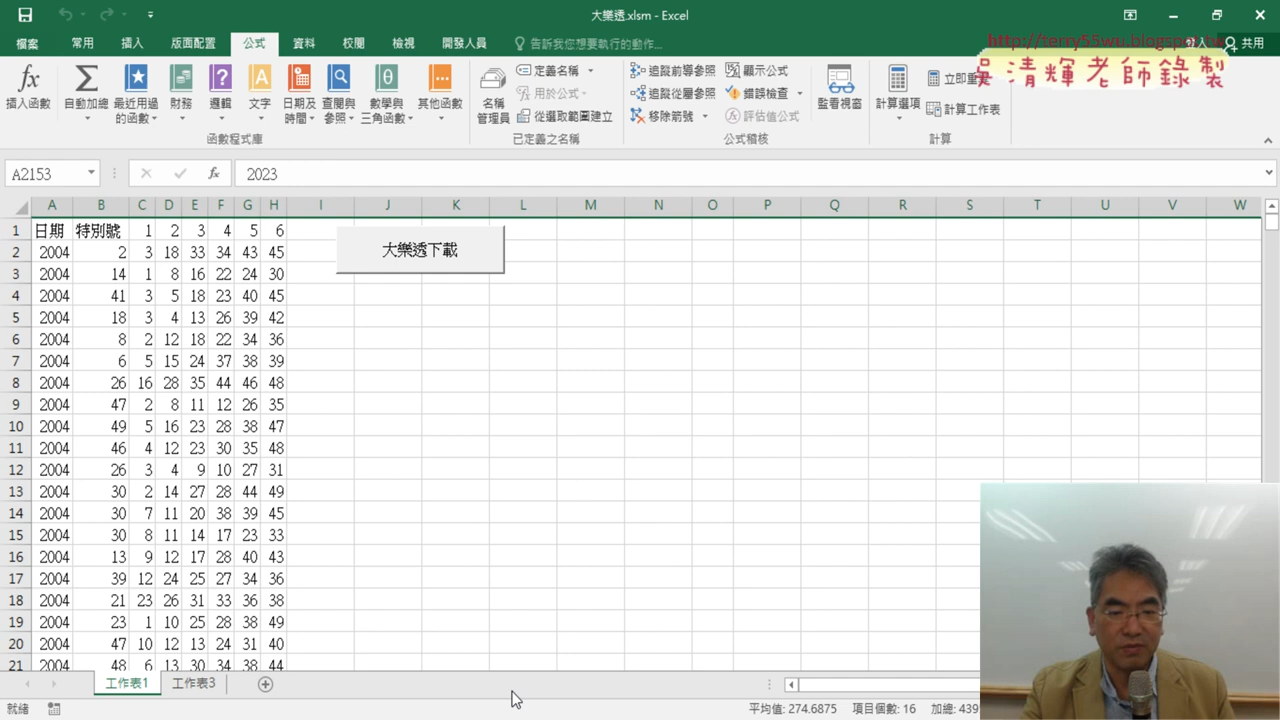 大樂透.xlsm - Excel
http://terry55wu.blogspot.tw
吳清輝老師錄製
檔案 常用 插入 版面配置 公式 資料 校閱 檢視 開發人員 告訴我您想要執行的動作... 共用
插入函數 自動加總 最近用過的函數 財務 邏輯 文字 日期及時間 查閱與參照 數學與三角函數 其他函數
函數程式庫
名稱管理員 定義名稱 用於公式 從選取範圍建立
已定義之名稱
追蹤前導參照 追蹤從屬參照 移除箭號 顯示公式 錯誤檢查 評估值公式 監看視窗
公式稽核
計算選項 計算工作表
計算
A2153 fx 2023
A B C D E F G H I J K L M N O P Q R S T U V W
1 日期 特別號 1 2 3 4 5 6
大樂透下載
2 2004 2 3 18 33 34 43 45
3 2004 14 1 8 16 22 24 30
4 2004 41 3 5 18 23 40 45
5 2004 18 3 4 13 26 39 42
6 2004 8 2 12 18 22 34 36
7 2004 6 5 15 24 37 38 39
8 2004 26 16 28 35 44 46 48
9 2004 47 2 8 11 12 26 35
10 2004 49 5 16 23 28 38 47
11 2004 46 4 12 23 30 35 48
12 2004 26 3 4 9 10 27 31
13 2004 30 2 14 27 28 44 49
14 2004 30 7 11 20 38 39 45
15 2004 30 8 11 14 17 23 33
16 2004 13 9 12 17 28 40 43
17 2004 39 12 24 25 27 34 36
18 2004 21 23 26 31 33 36 38
19 2004 23 1 10 25 28 38 49
20 2004 47 10 12 13 24 31 40
21 2004 48 6 13 30 34 38 44
工作表1 工作表3
就緒 平均值: 274.6875 項目個數: 16 加總: 439